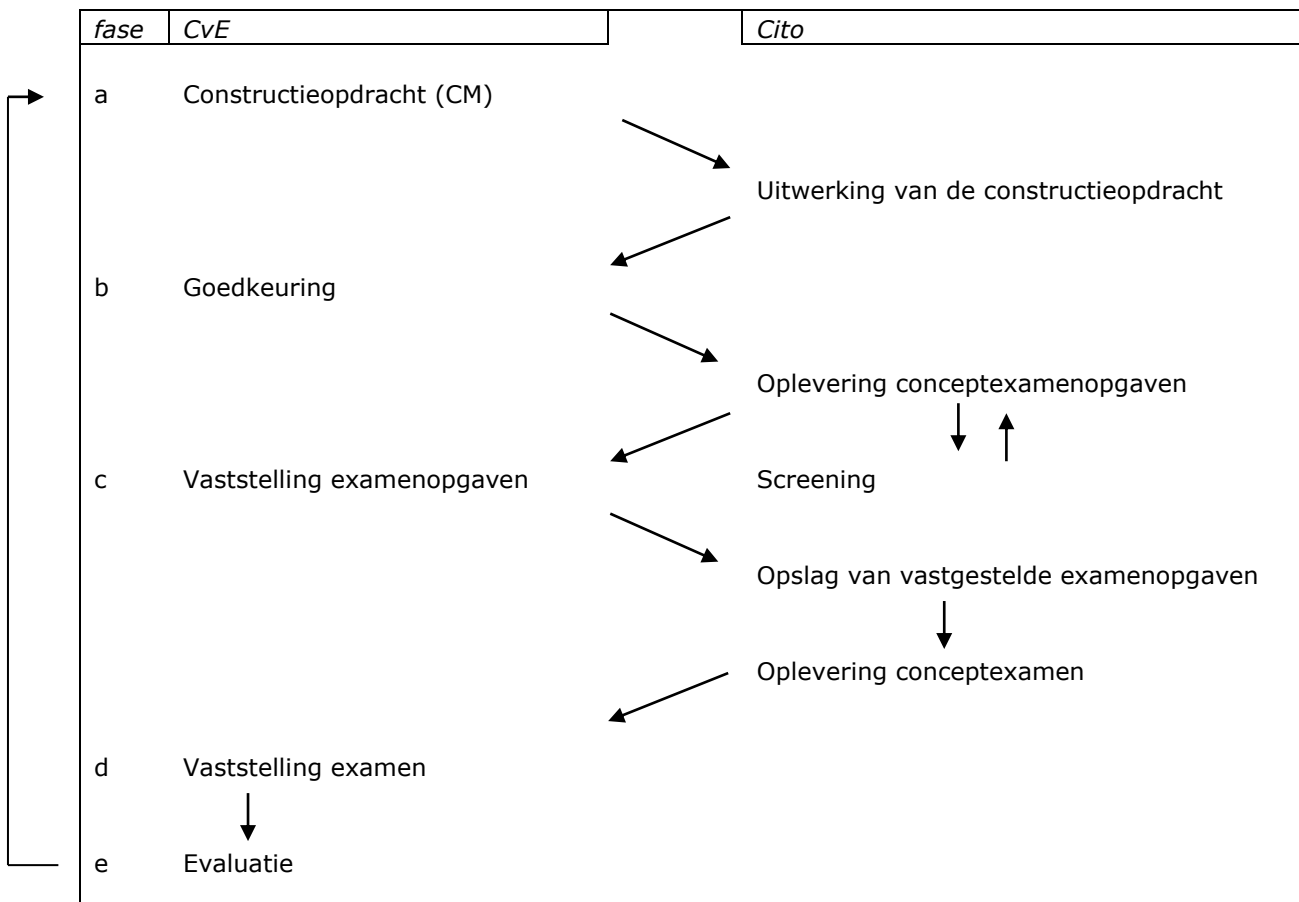 fase CvE Cito
a Constructieopdracht (CM)
Uitwerking van de constructieopdracht
b Goedkeuring
Oplevering conceptexamenopgaven
c Vaststelling examenopgaven Screening
Opslag van vastgestelde examenopgaven
Oplevering conceptexamen
d Vaststelling examen
e Evaluatie